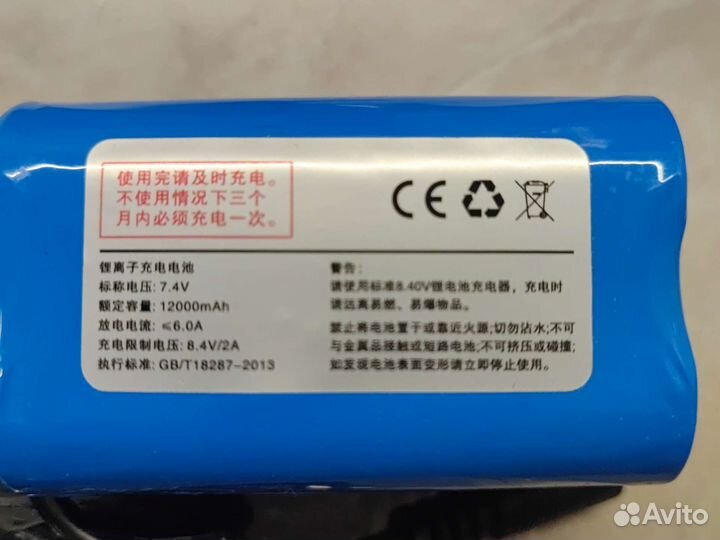 使用完请及时充电。
不使用情况下三个
月内必须充电一次。
CE
锂离子充电电池
标称电压: 7.4V
额定容量: 12000mAh
放电电流: ≤6.0A
充电限制电压: 8.4V/2A
执行标准: GB/T18287-2013
警告:
请使用标准8.40V锂电池充电器，充电时
请远离易燃、易爆物品。
禁止将电池置于或靠近火源;切勿沾水;不可
与金属品接触或短路电池;不可挤压或碰撞;
如发现电池表面变形请立即停止使用。
Avito